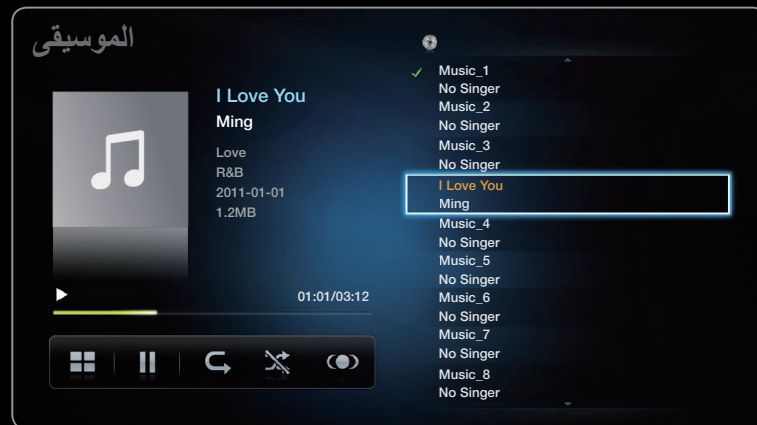 الموسيقى
I Love You
Ming
Love
R&B
2011-01-01
1.2MB
01:01/03:12
Music_1
No Singer
Music_2
No Singer
Music_3
No Singer
I Love You
Ming
Music_4
No Singer
Music_5
No Singer
Music_6
No Singer
Music_7
No Singer
Music_8
No Singer